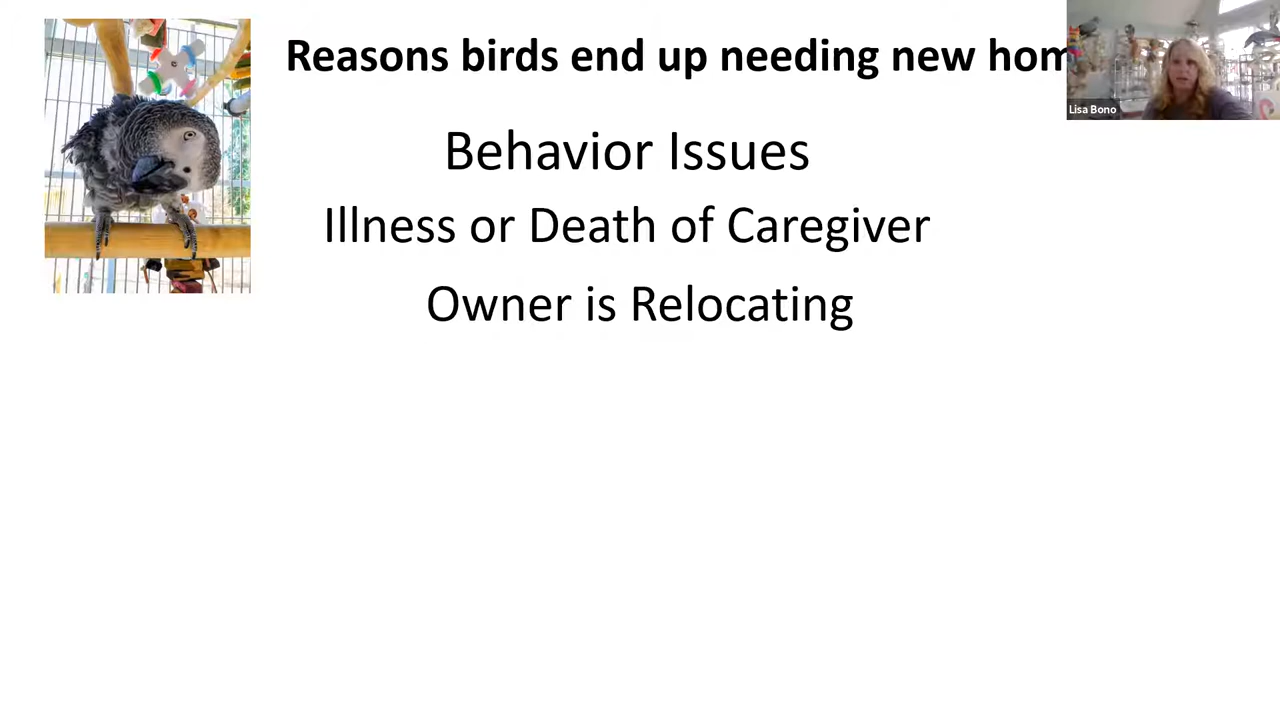 Reasons birds end up needing new hom
Lisa Bono
Behavior Issues
Illness or Death of Caregiver
Owner is Relocating